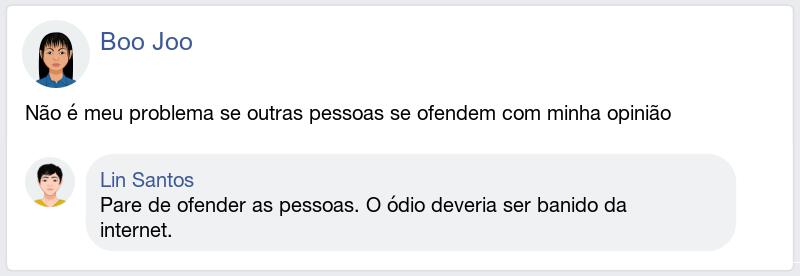 Boo Joo
Não é meu problema se outras pessoas se ofendem com minha opinião
Lin Santos
Pare de ofender as pessoas. O ódio deveria ser banido da
internet.